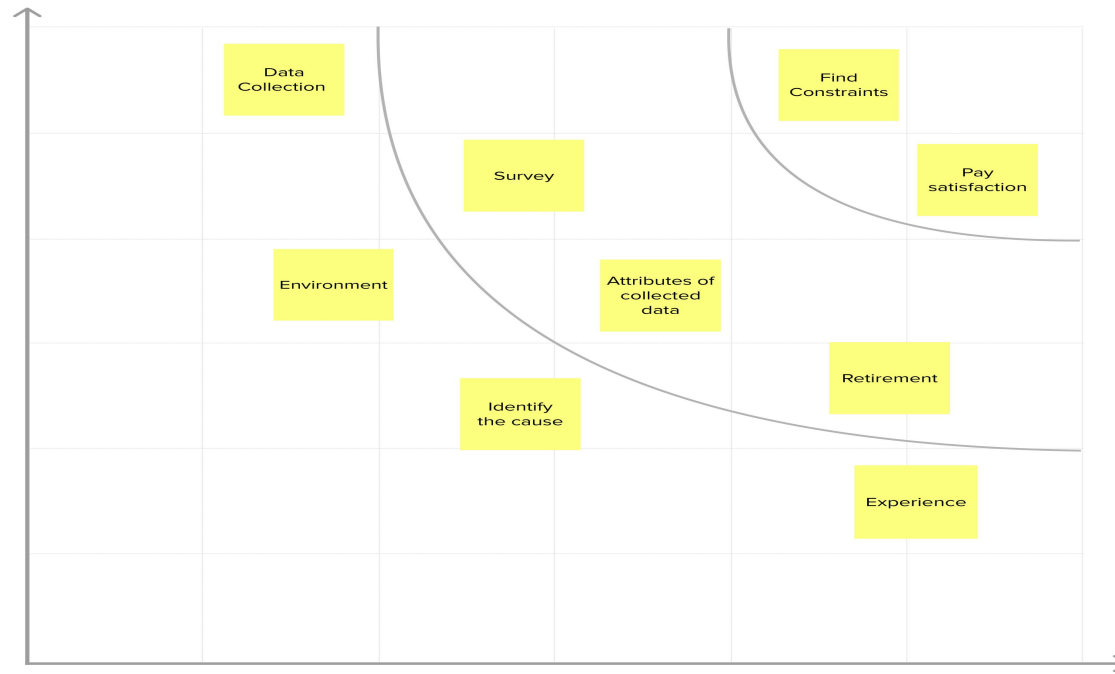 Data
Collection
Find
Constraints
Survey
Pay
satisfaction
Environment
Attributes of
collected
data
Retirement
Identify
the cause
Experience